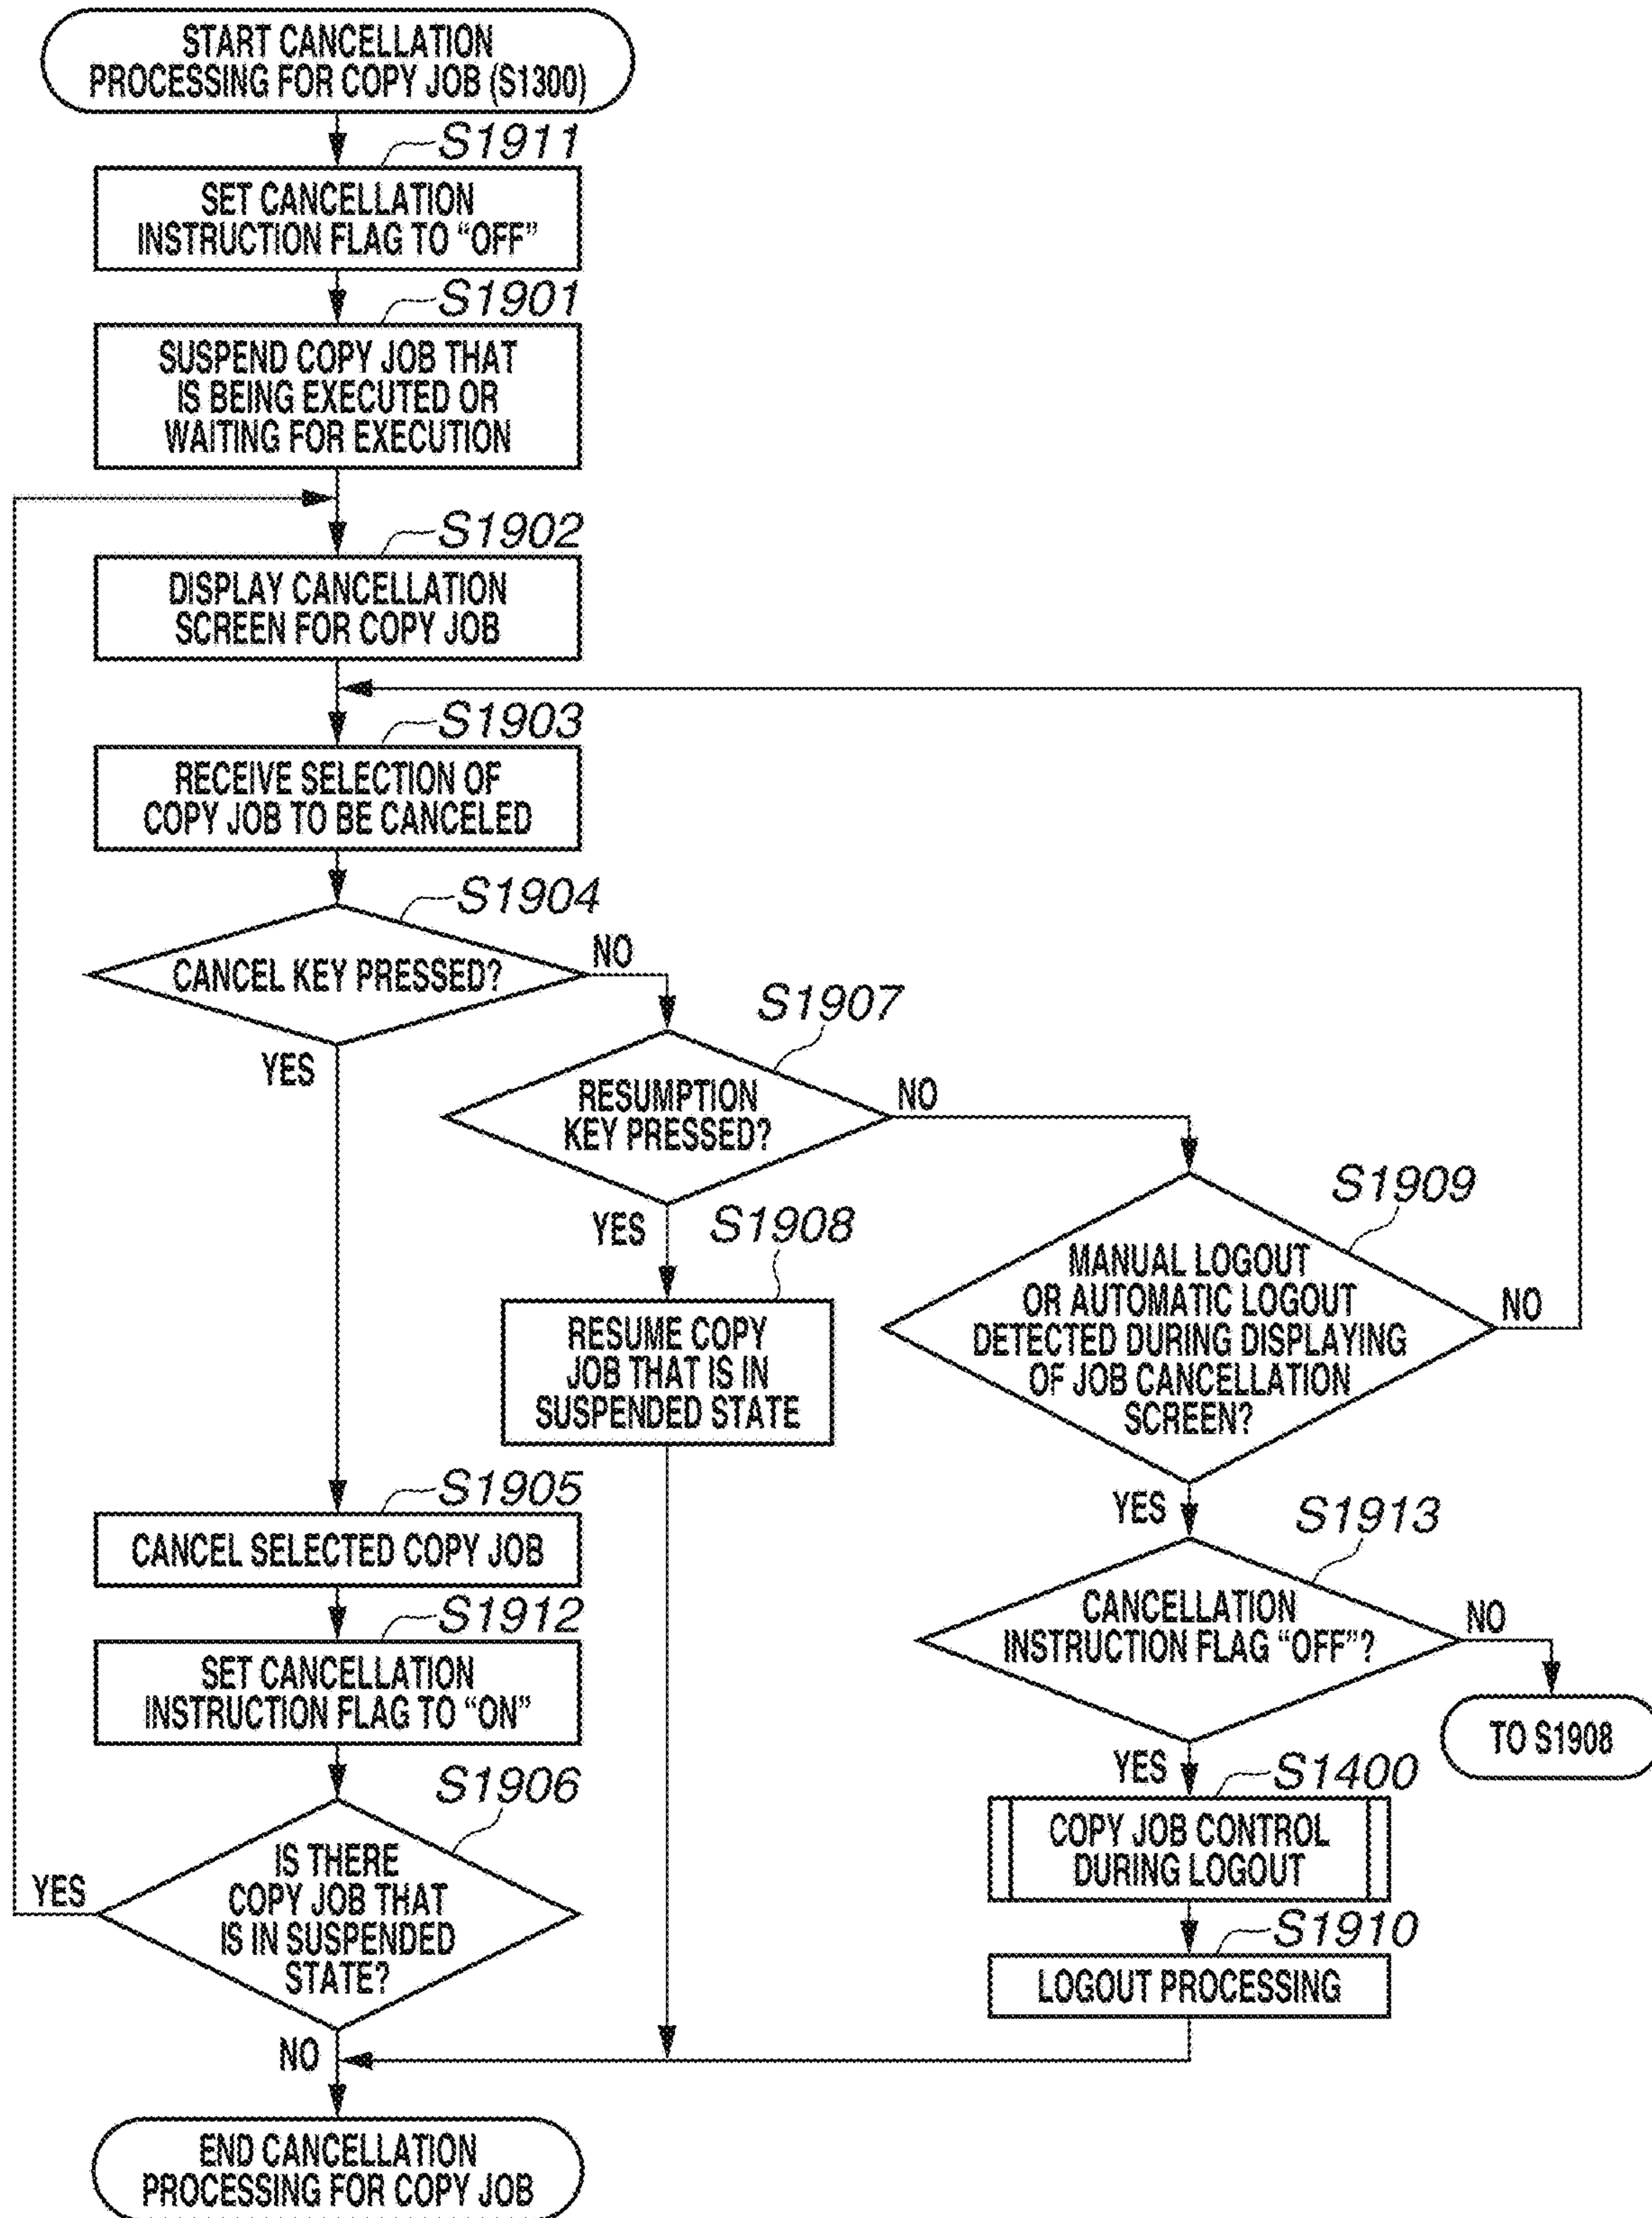 START CANCELLATION
PROCESSING FOR COPY JOB (S1300)
S1911
SET CANCELLATION
INSTRUCTION FLAG TO “OFF”
S1901
SUSPEND COPY JOB THAT
IS BEING EXECUTED OR
WAITING FOR EXECUTION
S1902
DISPLAY CANCELLATION
SCREEN FOR COPY JOB
S1903
RECEIVE SELECTION OF
COPY JOB TO BE CANCELED
S1904
CANCEL KEY PRESSED?
NO
YES
S1907
RESUMPTION
KEY PRESSED?
NO
YES
S1908
RESUME COPY
JOB THAT IS IN
SUSPENDED STATE
S1909
MANUAL LOGOUT
OR AUTOMATIC LOGOUT
DETECTED DURING DISPLAYING
OF JOB CANCELLATION
SCREEN?
NO
YES
S1905
CANCEL SELECTED COPY JOB
S1912
SET CANCELLATION
INSTRUCTION FLAG TO “ON”
S1906
IS THERE
COPY JOB THAT
IS IN SUSPENDED
STATE?
YES
NO
S1913
CANCELLATION
INSTRUCTION FLAG “OFF”?
NO
TO S1908
YES
S1400
COPY JOB CONTROL
DURING LOGOUT
S1910
LOGOUT PROCESSING
END CANCELLATION
PROCESSING FOR COPY JOB